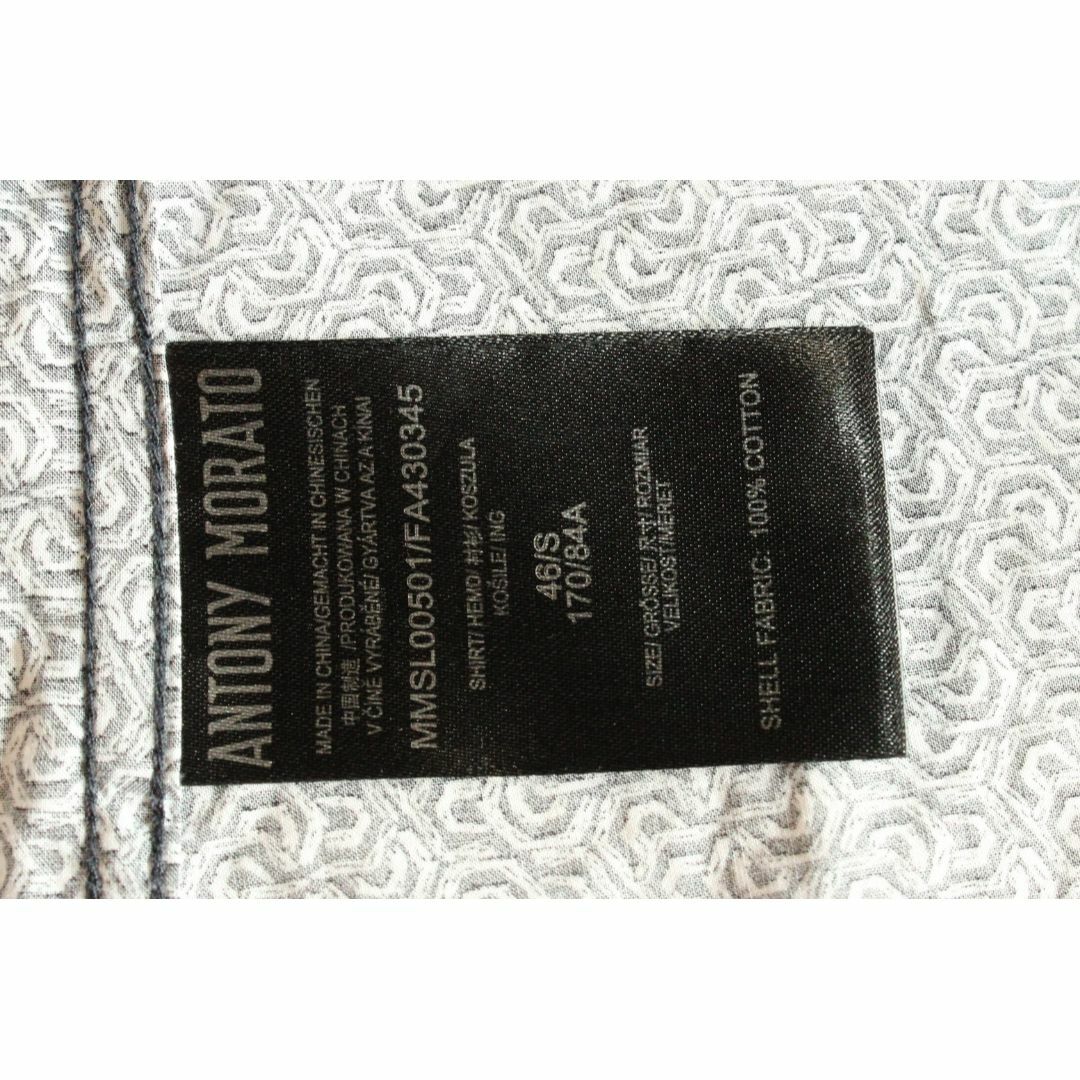 ANTONY MORATO
MADE IN CHINA/GEMACHT IN CHINESISCHEN
中国制造 /PRODUKOWANA W CHINACH
V ČÍNĚ VYRÁBĚNÉ/ GYÁRTVA AZ A KÍNAI
MMSL00501/FA430345
SHIRT/ HEMD/ 衬衫/ KOSZULA
KOŠILE/ ING
46/S
170/84A
SIZE/ GRÖSSE/尺寸 /ROZMIAR
VELIKOST/MÉRET
SHELL FABRIC: 100% COTTON